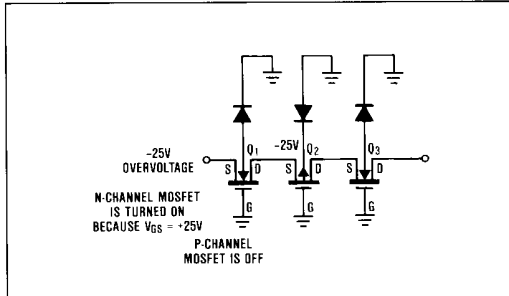 Q1
-25V
Q2
Q3
-25V
OVERVOLTAGE
S
D
S
D
S
D
G
G
G
N-CHANNEL MOSFET
IS TURNED ON
BECAUSE VGS = +25V
P-CHANNEL
MOSFET IS OFF